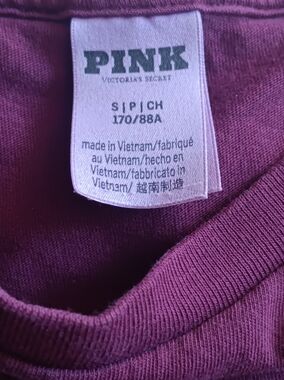 PINK
VICTORIA'S SECRET
S | P | CH
170/88A
made in Vietnam/fabriqué
au Vietnam/hecho en
Vietnam/fabbricato in
Vietnam/ 越南制造